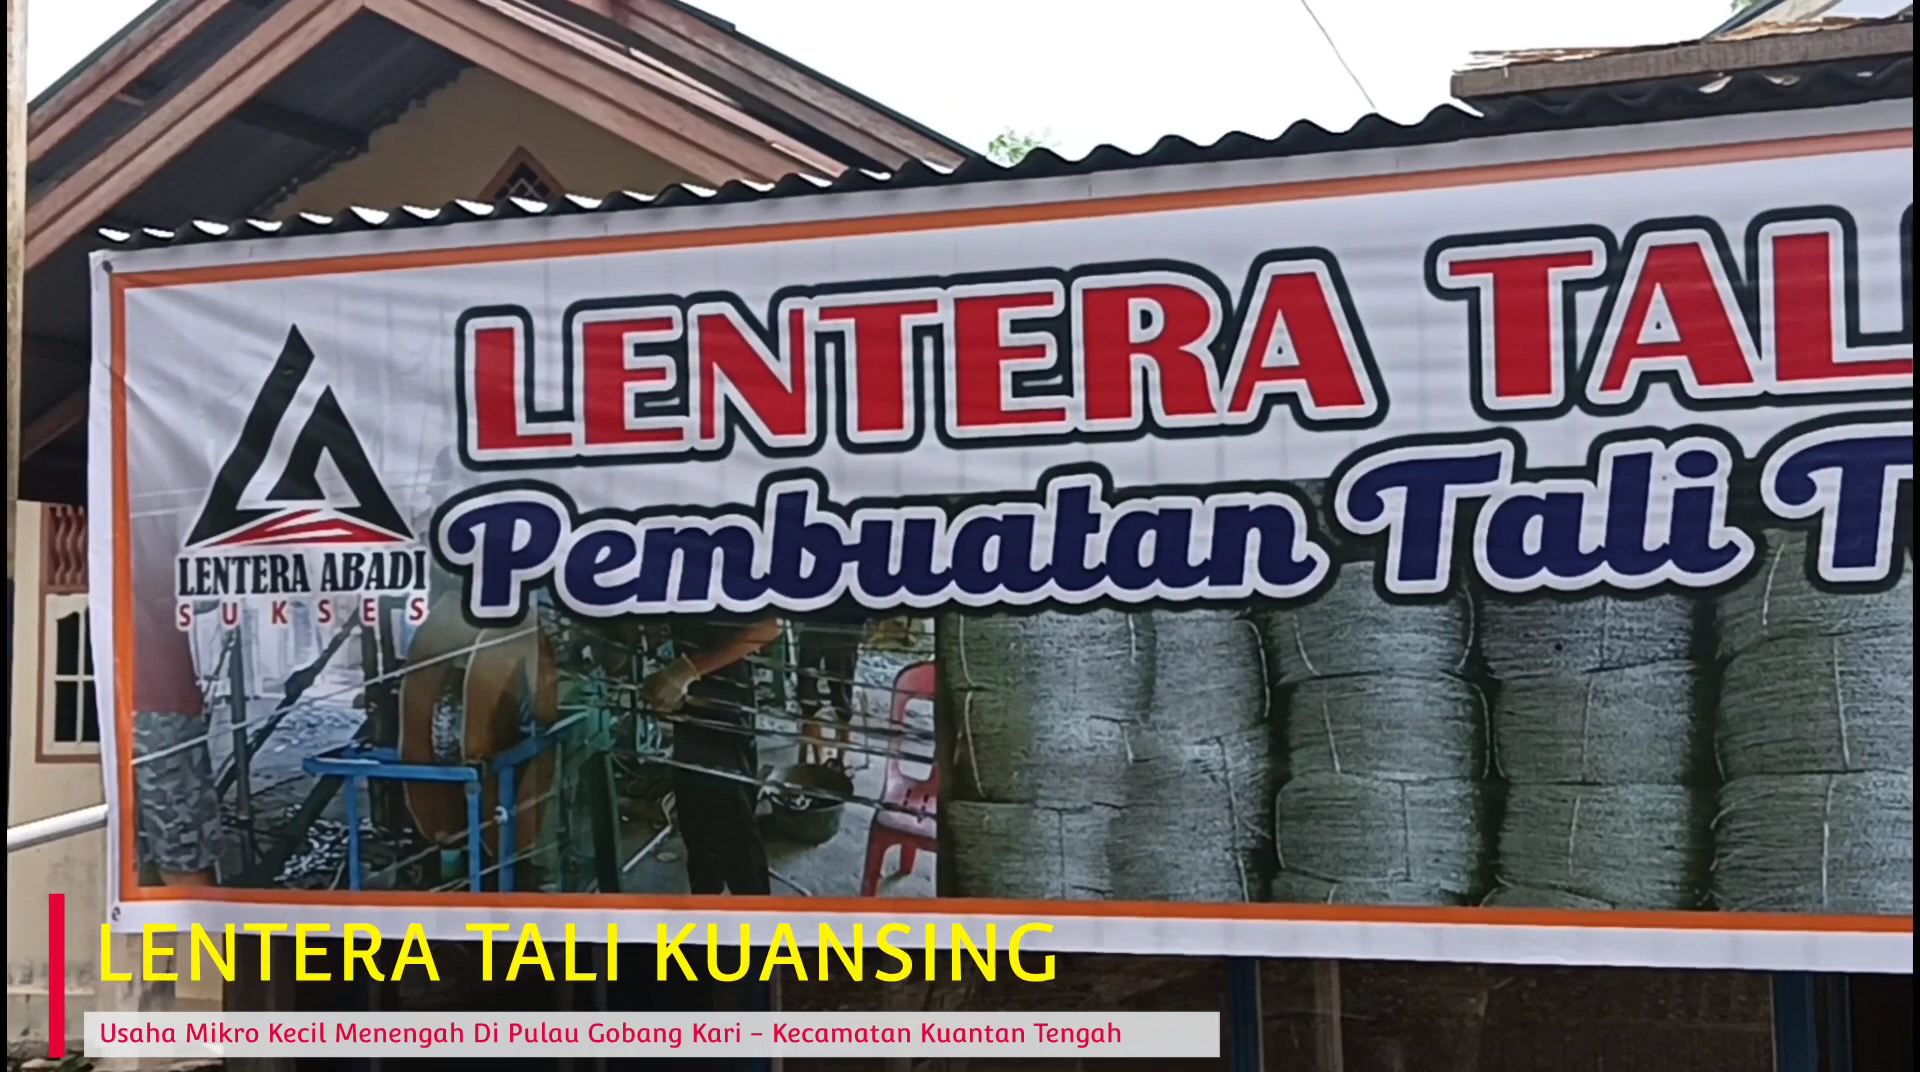 LENTERA TAL
Pembuatan Tali T
LENTERA ABADI
SUKSES
LENTERA TALI KUANSING
Usaha Mikro Kecil Menengah Di Pulau Gobang Kari – Kecamatan Kuantan Tengah